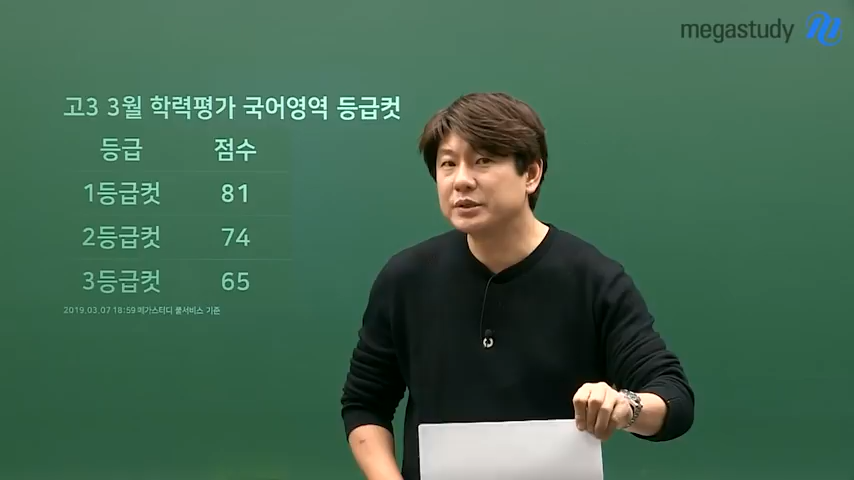 megastudy
고3 3월 학력평가 국어영역 등급컷
등급 점수
1등급컷 81
2등급컷 74
3등급컷 65
2019.03.07 18:59 메가스터디 풀서비스 기준